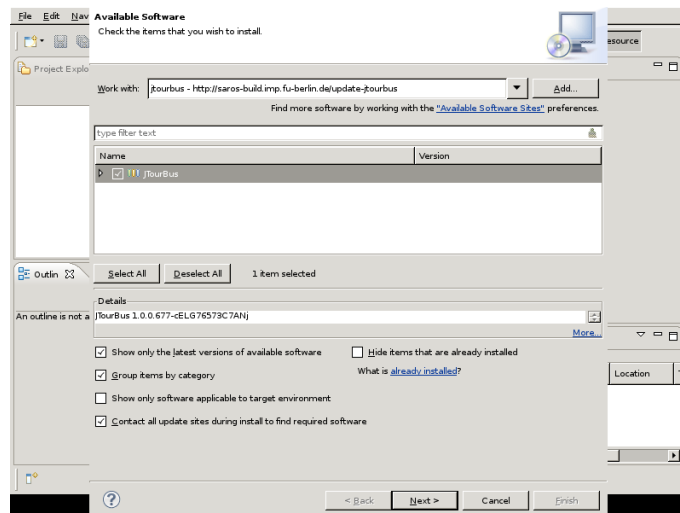 File Edit Nav
Available Software
Check the items that you wish to install.
esource
Project Explo
Work with: jtourbus - http://saros-build.imp.fu-berlin.de/update-jtourbus Add...
Find more software by working with the "Available Software Sites" preferences.
type filter text
Name Version
JTourBus
Outlin
Select All Deselect All 1 item selected
Details
An outline is not a
JTourBus 1.0.0.677-cELG76573C7ANj
More...
Show only the latest versions of available software Hide items that are already installed
Group items by category What is already installed?
Location
Show only software applicable to target environment
Contact all update sites during install to find required software
< Back Next > Cancel Finish